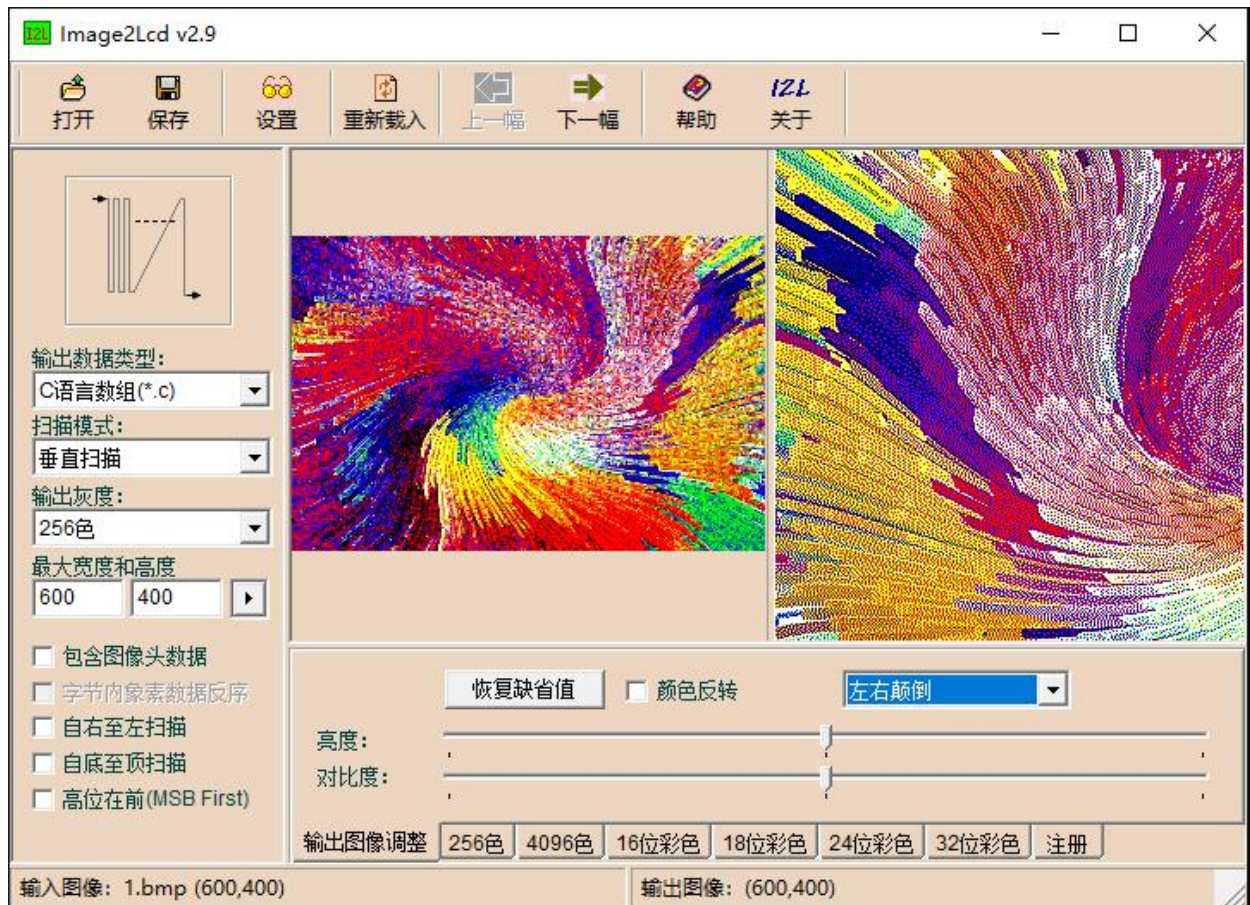 I2L Image2Lcd v2.9
打开 保存 设置 重新载入 上一幅 下一幅 帮助 I2L 关于
输出数据类型:
C语言数组(*.c)
扫描模式:
垂直扫描
输出灰度:
256色
最大宽度和高度
600 400
包含图像头数据
字节内象素数据反序
自右至左扫描
自底至顶扫描
高位在前(MSB First)
恢复缺省值 颜色反转 左右颠倒
亮度:
对比度:
输出图像调整 256色 4096色 16位彩色 18位彩色 24位彩色 32位彩色 注册
输入图像: 1.bmp (600,400) 输出图像: (600,400)